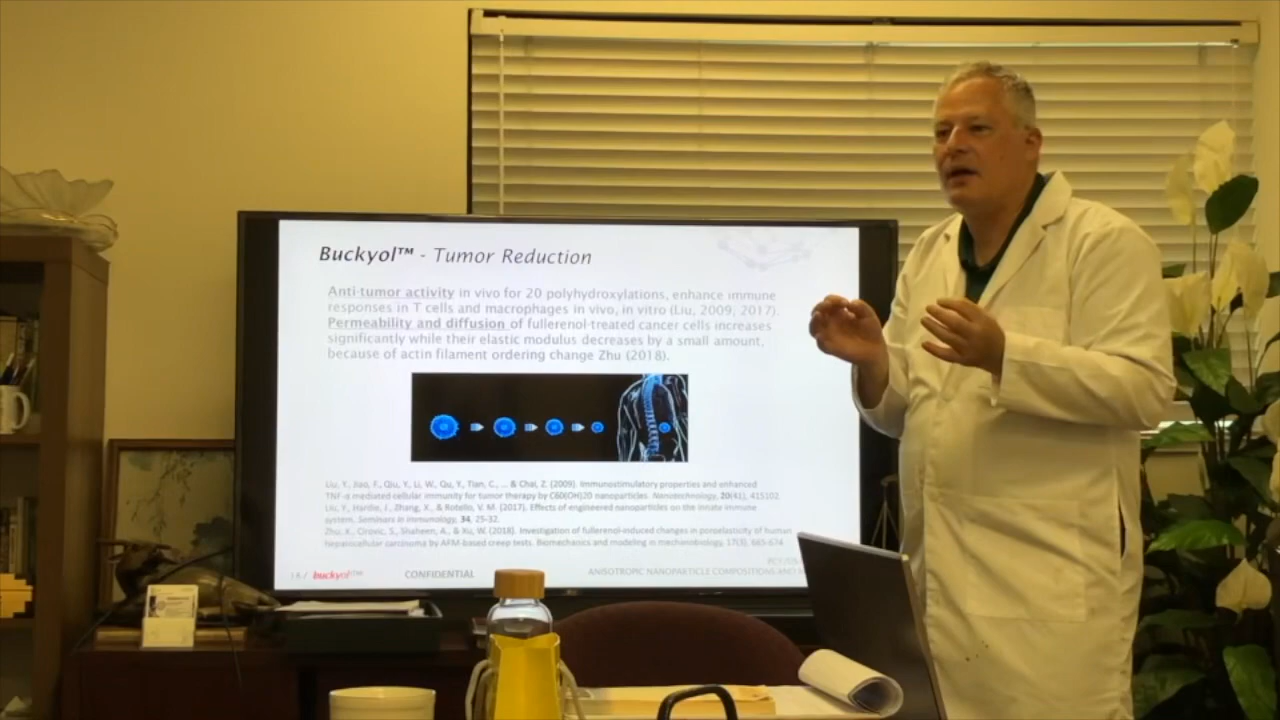 Buckyol™ - Tumor Reduction
Anti-tumor activity in vivo for 20 polyhydroxylations, enhance immune
responses in T cells and macrophages in vivo, in vitro (Liu, 2009, 2017).
Permeability and diffusion of fullerenol-treated cancer cells increases
significantly while their elastic modulus decreases by a small amount,
because of actin filament ordering change Zhu (2018).
Liu, Y., Jiao, F., Qiu, Y., Li, W., Qu, Y., Tian, C., ... & Chai, Z. (2009). Immunostimulatory properties and enhanced
TNF-α mediated cellular immunity for tumor therapy by C60(OH)20 nanoparticles. Nanotechnology, 20(41), 415102.
Liu, Y., Hardie, J., Zhang, X., & Rotello, V. M. (2017). Effects of engineered nanoparticles on the innate immune
system. Seminars in immunology, 34, 25-32.
Zhu, X., Cirovic, S., Shaheen, A., & Xu, W. (2018). Investigation of fullerenol-induced changes in poroelasticity of human
hepatocellular carcinoma by AFM-based creep tests. Biomechanics and modeling in mechanobiology, 17(3), 665-674
buckyol™ CONFIDENTIAL
ANISOTROPIC NANOPARTICLE COMPOSITIONS AND